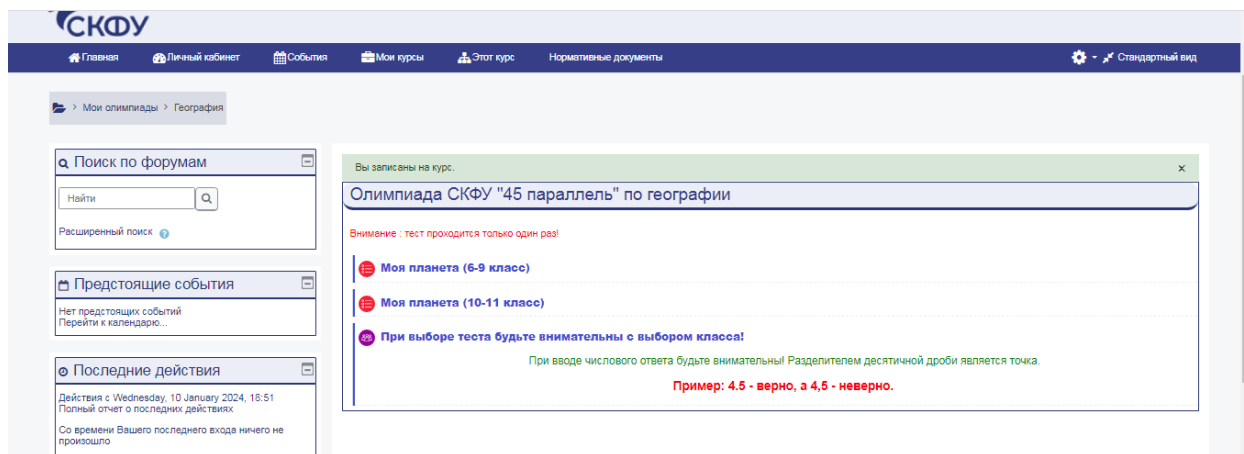 СКФУ
Главная Личный кабинет События Мои курсы Этот курс Нормативные документы Стандартный вид
> Мои олимпиады > География
Поиск по форумам
Найти
Расширенный поиск
Предстоящие события
Нет предстоящих событий
Перейти к календарю...
Последние действия
Действия с Wednesday, 10 January 2024, 16:51
Полный отчет о последних действиях
Со времени Вашего последнего входа ничего не
произошло
Вы записаны на курс. ×
Олимпиада СКФУ "45 параллель" по географии
Внимание : тест проходится только один раз!
Моя планета (6-9 класс)
Моя планета (10-11 класс)
При выборе теста будьте внимательны с выбором класса!
При вводе числового ответа будьте внимательны! Разделителем десятичной дроби является точка.
Пример: 4.5 - верно, а 4,5 - неверно.